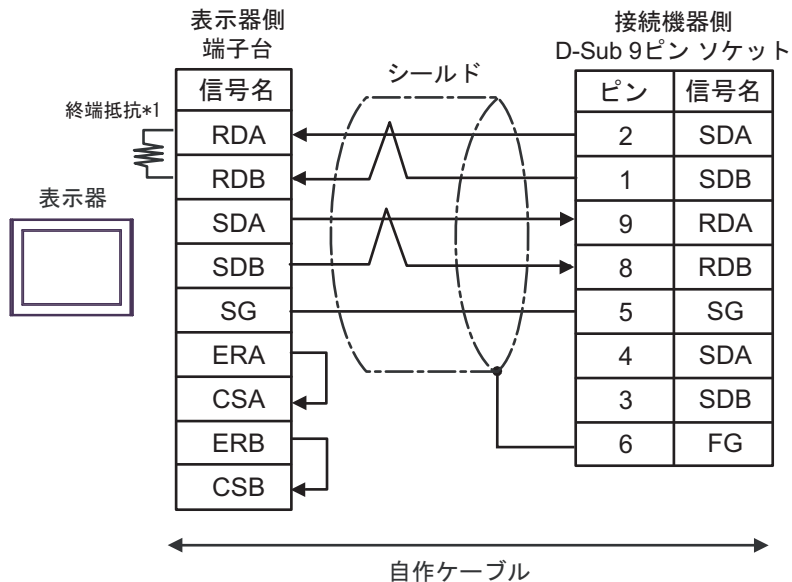 表示器側
端子台
接続機器側
D-Sub 9ピン ソケット
シールド
信号名
ピン 信号名
終端抵抗*1
RDA 2 SDA
RDB 1 SDB
表示器
SDA 9 RDA
SDB 8 RDB
SG 5 SG
ERA 4 SDA
CSA 3 SDB
ERB 6 FG
CSB
自作ケーブル